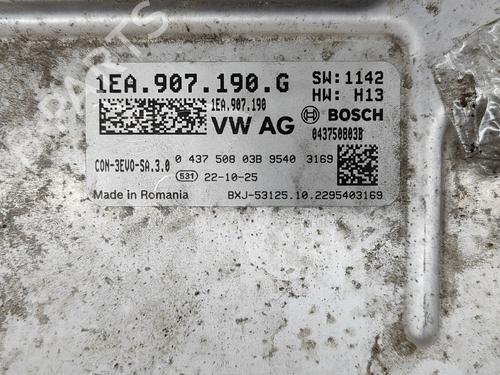 1EA.907.190.G
SW:1142
HW: H13
1EA.907.190
VW AG
BOSCH
043750803B
CON-3EVO-SA.3.0
0 437 508 03B 9540 3169
531 22-10-25
Made in Romania
BXJ-53125.10.2295403169
PARTS